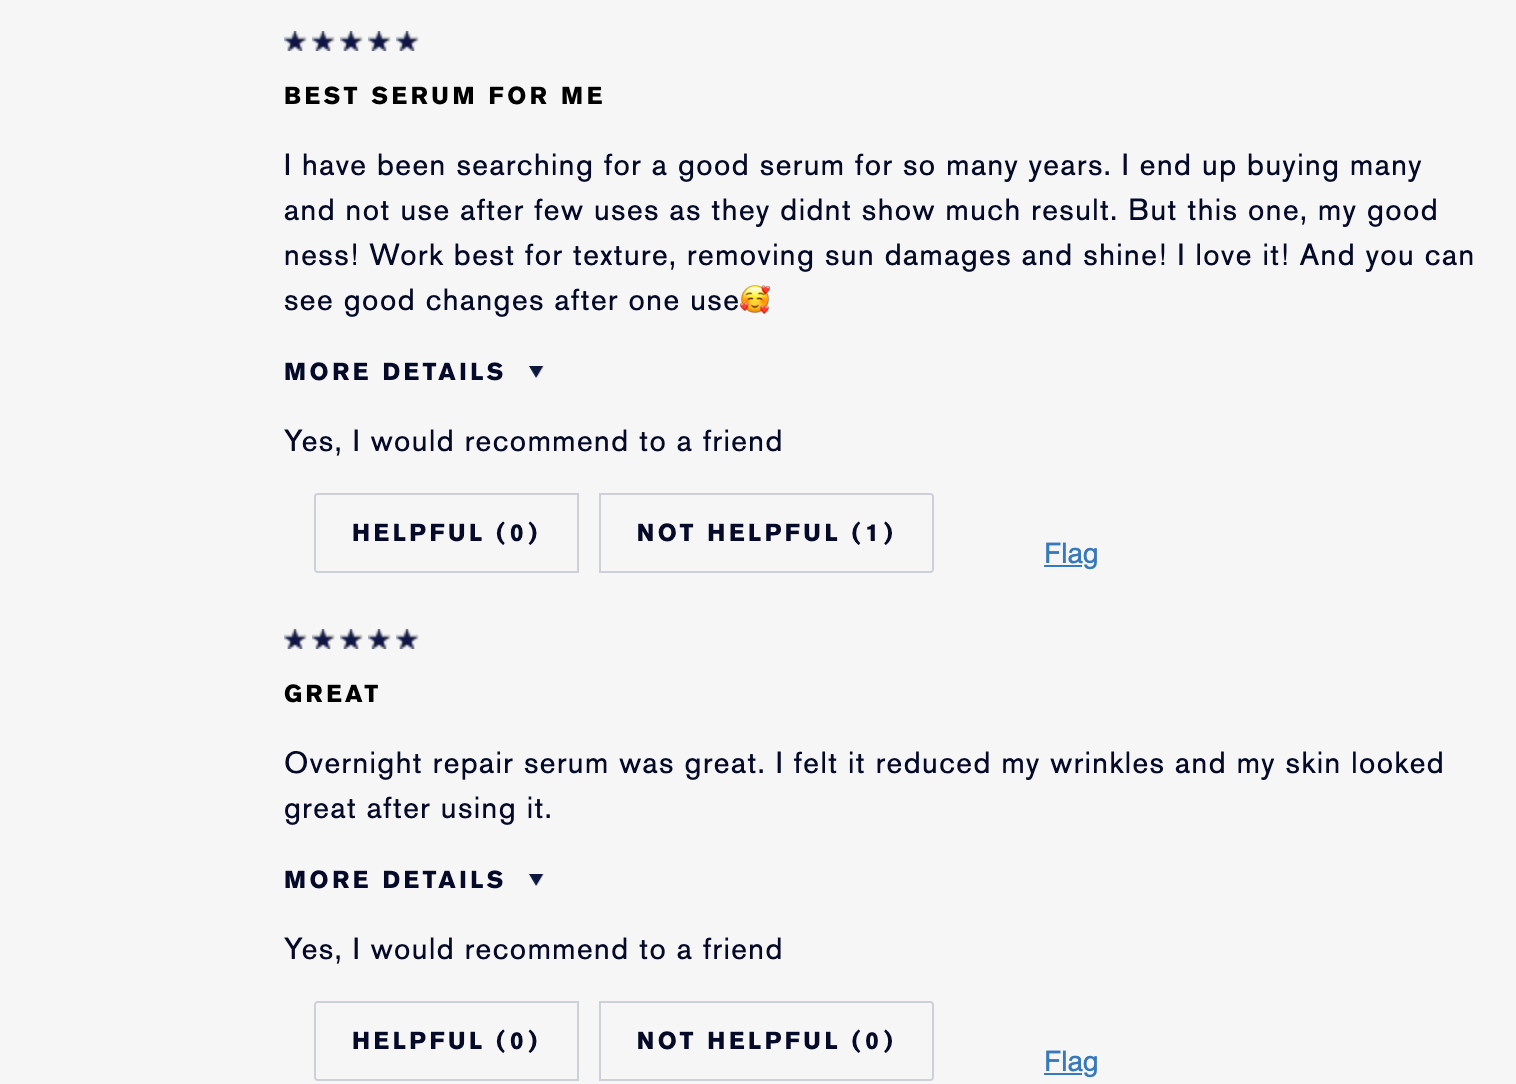 ★★★★★
BEST SERUM FOR ME
I have been searching for a good serum for so many years. I end up buying many
and not use after few uses as they didnt show much result. But this one, my good
ness! Work best for texture, removing sun damages and shine! I love it! And you can
see good changes after one use🥰
MORE DETAILS ▼
Yes, I would recommend to a friend
HELPFUL (0) NOT HELPFUL (1) Flag
★★★★★
GREAT
Overnight repair serum was great. I felt it reduced my wrinkles and my skin looked
great after using it.
MORE DETAILS ▼
Yes, I would recommend to a friend
HELPFUL (0) NOT HELPFUL (0) Flag